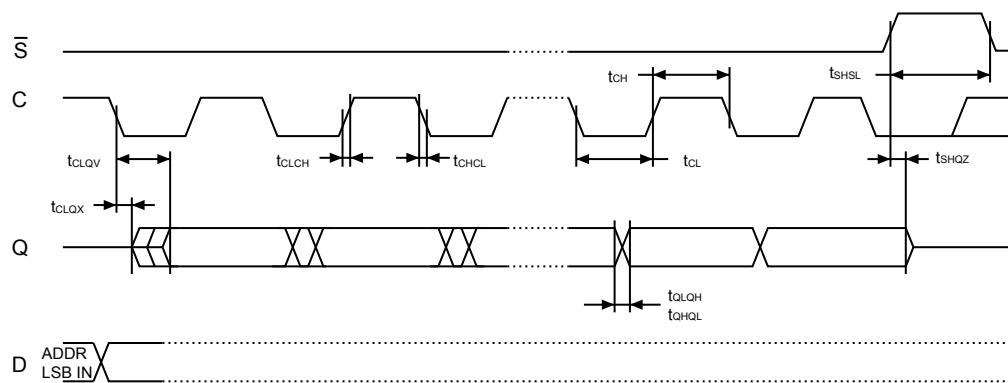 S̅
tCH
tSHSL
C
tCLQV
tCLCH
tCHCL
tCL
tSHQZ
tCLQX
Q
tQLQH
tQHQL
D
ADDR
LSB IN